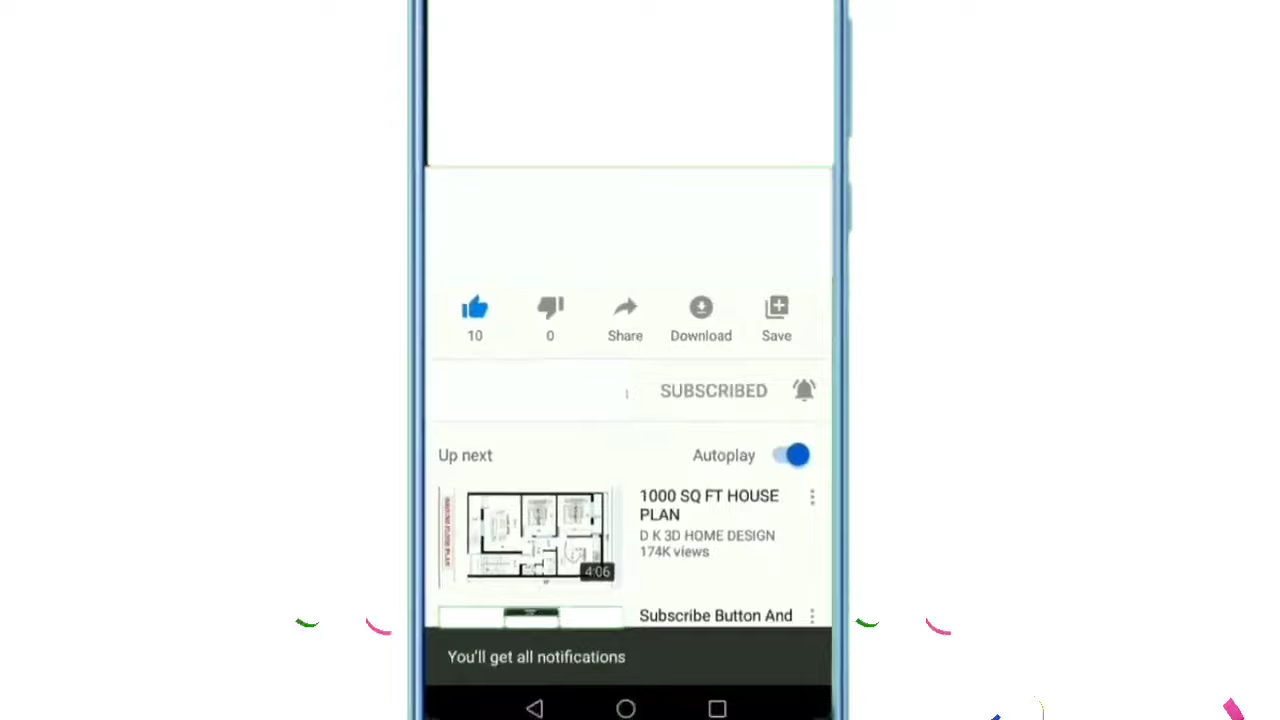 10
0
Share
Download
Save
SUBSCRIBED
Up next
Autoplay
1000 SQ FT HOUSE
PLAN
D K 3D HOME DESIGN
174K views
4:06
Subscribe Button And
You'll get all notifications